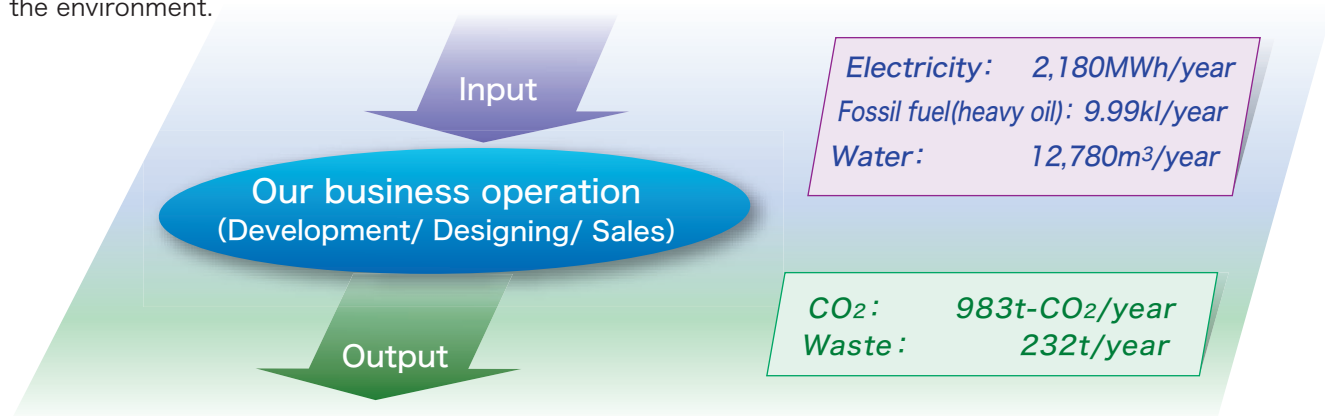 the environment.
Input
Electricity: 2,180MWh/year
Fossil fuel(heavy oil): 9.99kl/year
Water: 12,780m3/year
Our business operation
(Development/ Designing/ Sales)
CO2: 983t-CO2/year
Waste: 232t/year
Output